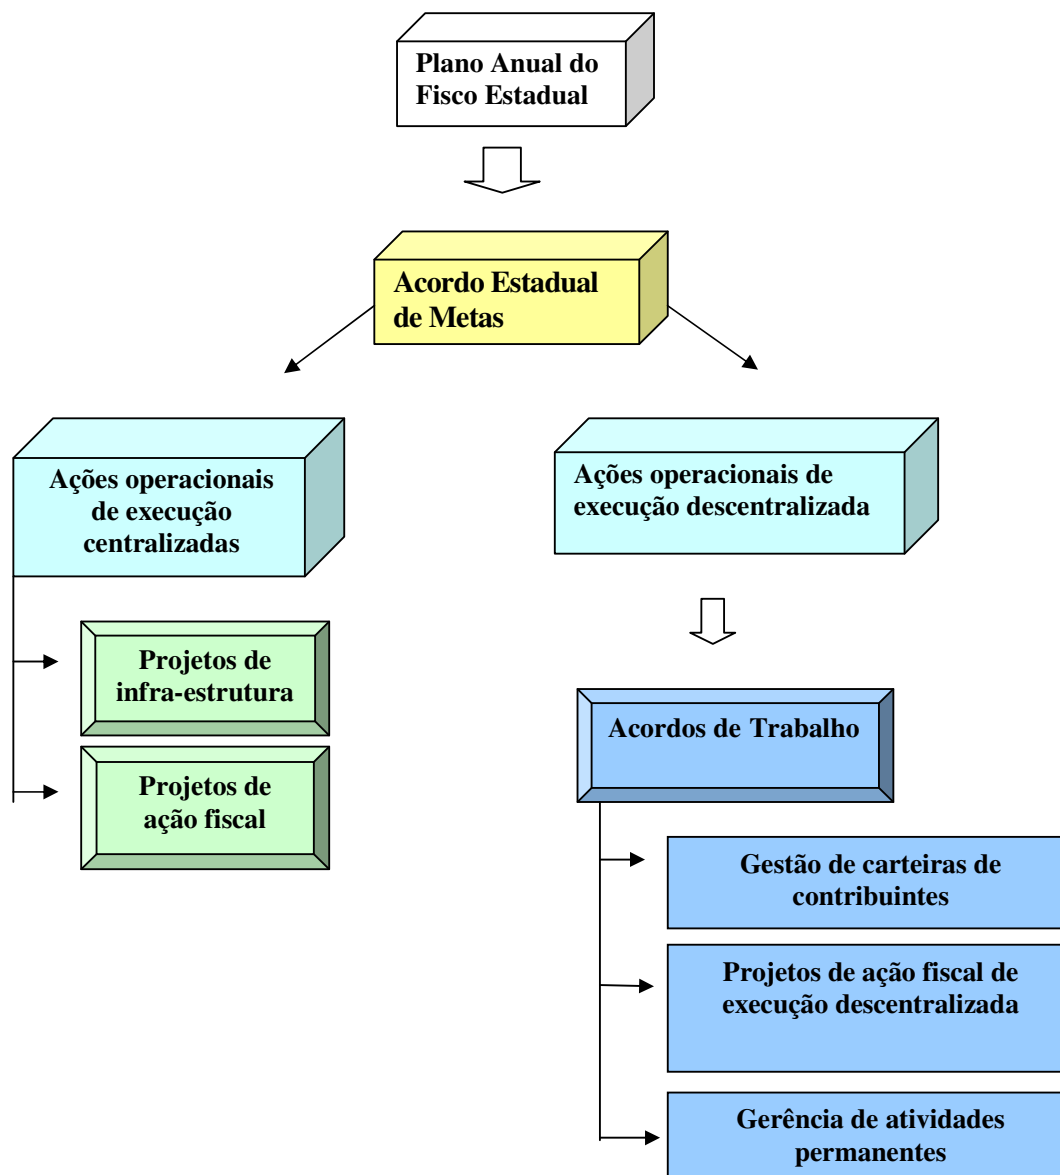 Plano Anual do
Fisco Estadual
Acordo Estadual
de Metas
Ações operacionais
de execução
centralizadas
Ações operacionais de
execução descentralizada
Projetos de
infra-estrutura
Projetos de
ação fiscal
Acordos de Trabalho
Gestão de carteiras de
contribuintes
Projetos de ação fiscal de
execução descentralizada
Gerência de atividades
permanentes